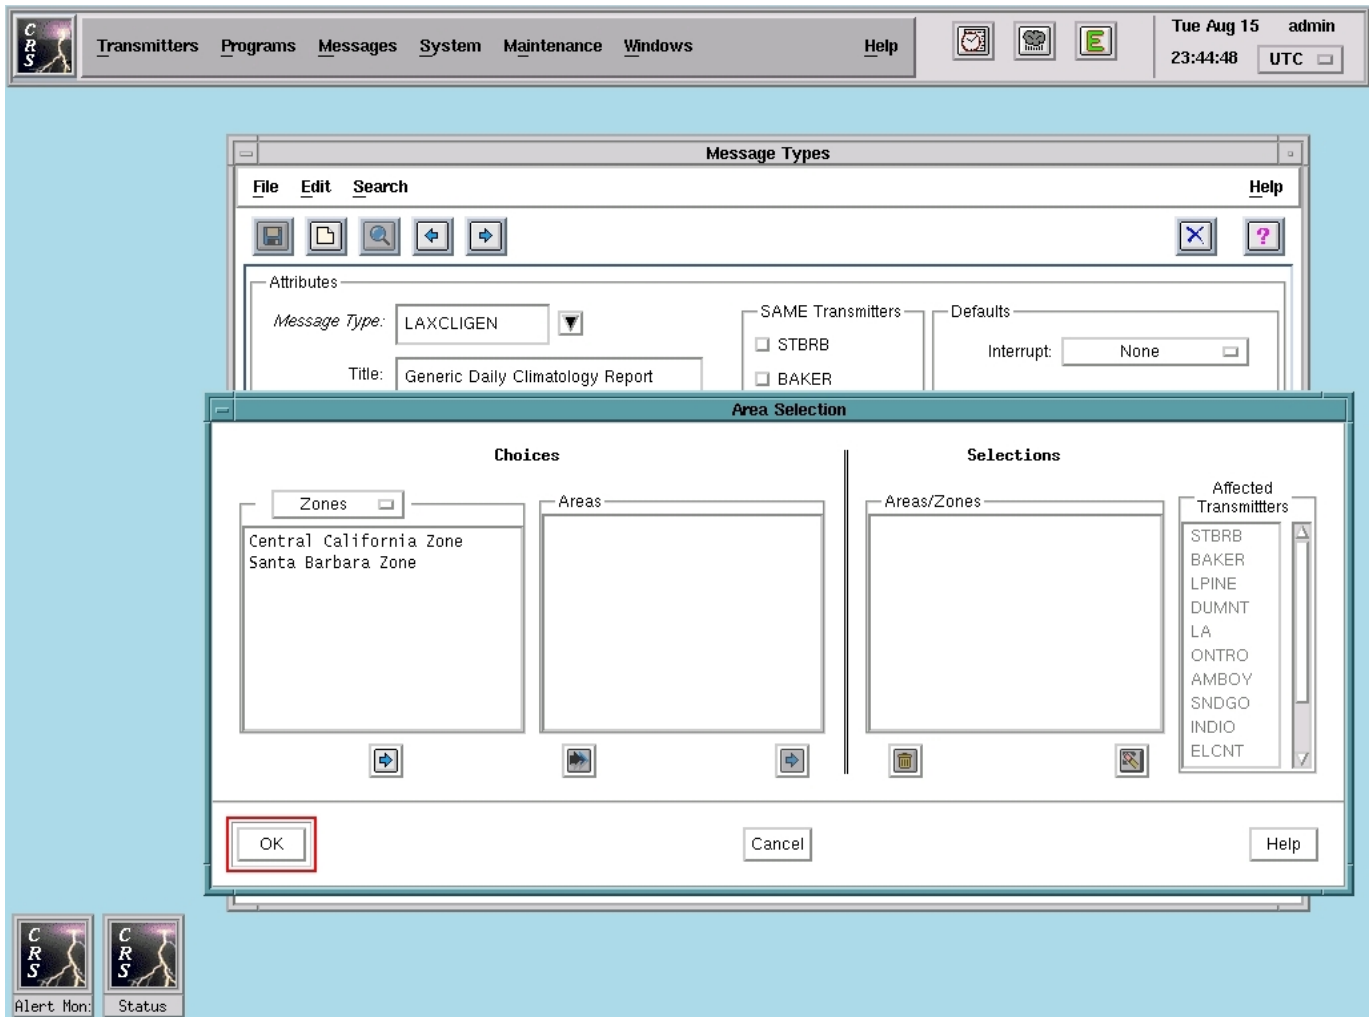 CRS
Transmitters Programs Messages System Maintenance Windows Help
E
Tue Aug 15 admin
23:44:48 UTC
Message Types
File Edit Search Help
?
Attributes
Message Type: LAXCLIGEN
Title: Generic Daily Climatology Report
SAME Transmitters
STBRB
BAKER
Defaults
Interrupt: None
Area Selection
Choices
Selections
Zones
Central California Zone
Santa Barbara Zone
Areas
Areas/Zones
Affected
Transmittters
STBRB
BAKER
LPINE
DUMNT
LA
ONTRO
AMBOY
SNDGO
INDIO
ELCNT
OK Cancel Help
CRS
Alert Mon:
CRS
Status